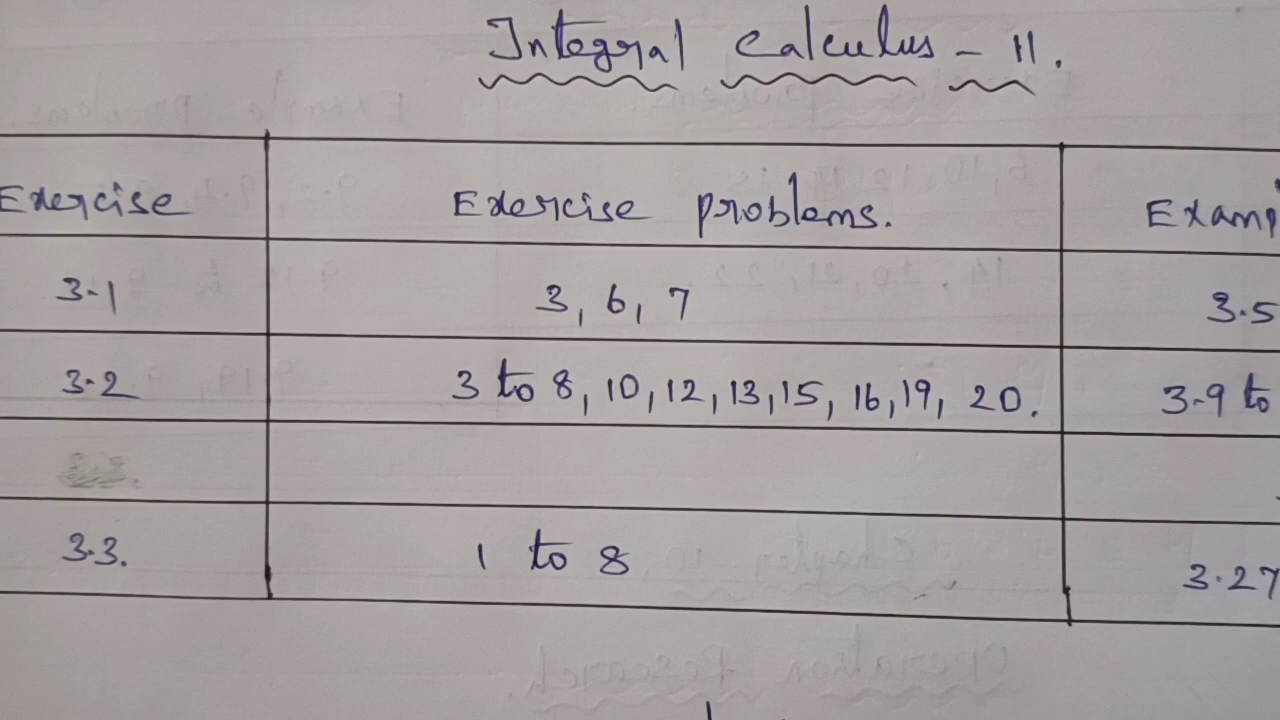 Integral Calculus - II.
Exercise Exercise problems. Examp
3.1 3, 6, 7 3.5
3.2 3 to 8, 10, 12, 13, 15, 16, 19, 20. 3.9 to
3.3. 1 to 8 3.27